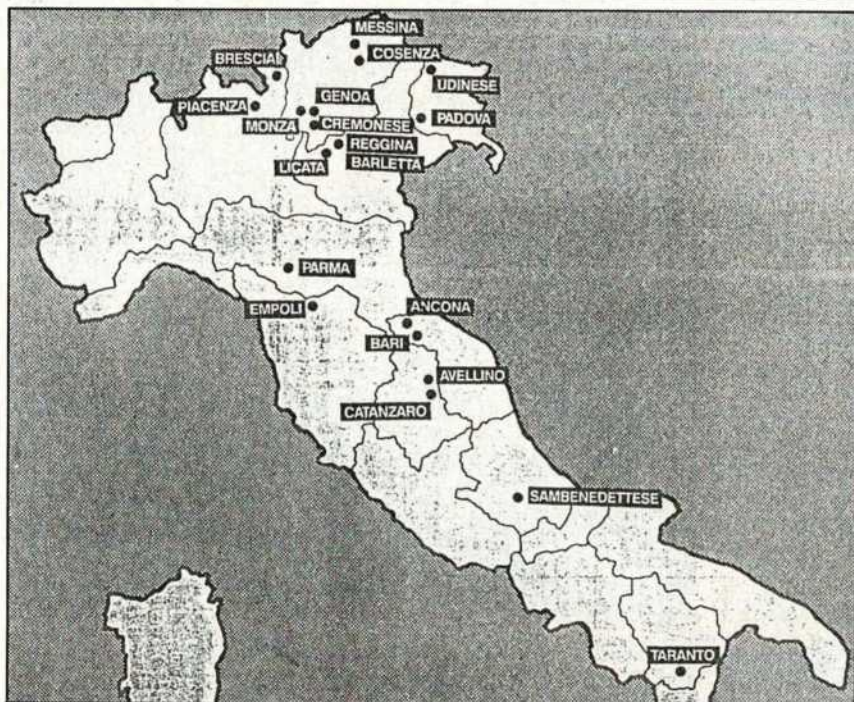 MESSINA
COSENZA
BRESCIA
UDINESE
PIACENZA
GENOA
MONZA
CREMONESE
PADOVA
REGGINA
LICATA
BARLETTA
PARMA
EMPOLI
ANCONA
BARI
AVELLINO
CATANZARO
SAMBENEDETTESE
TARANTO